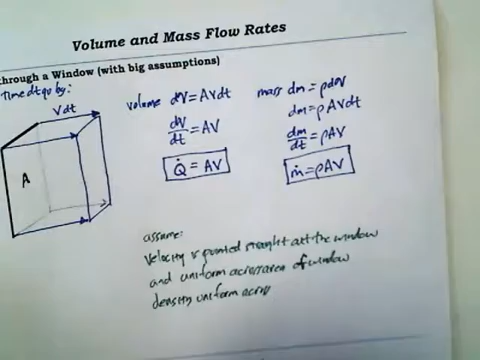 Volume and Mass Flow Rates
through a Window (with big assumptions)
Time dt go by:
Vdt
A
volume dV = AVdt
dV/dt = AV
Q̇ = AV
mass dm = ρdV
dm = ρAVdt
dm/dt = ρAV
ṁ = ρAV
assume:
velocity is pointed straight out the window
and uniform across area of window
density uniform across